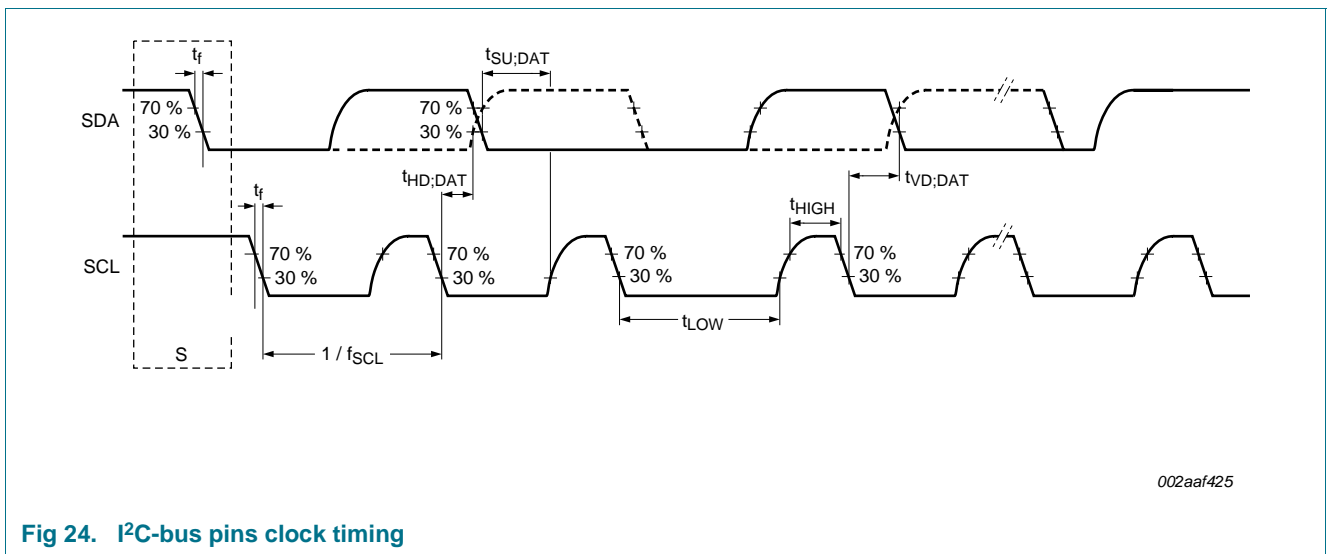 tf
tSU;DAT
70 %
30 %
70 %
30 %
SDA
tHD;DAT
tVD;DAT
tf
tHIGH
70 %
30 %
70 %
30 %
70 %
30 %
70 %
30 %
SCL
tLOW
S
1 / fSCL
002aaf425
Fig 24. I2C-bus pins clock timing